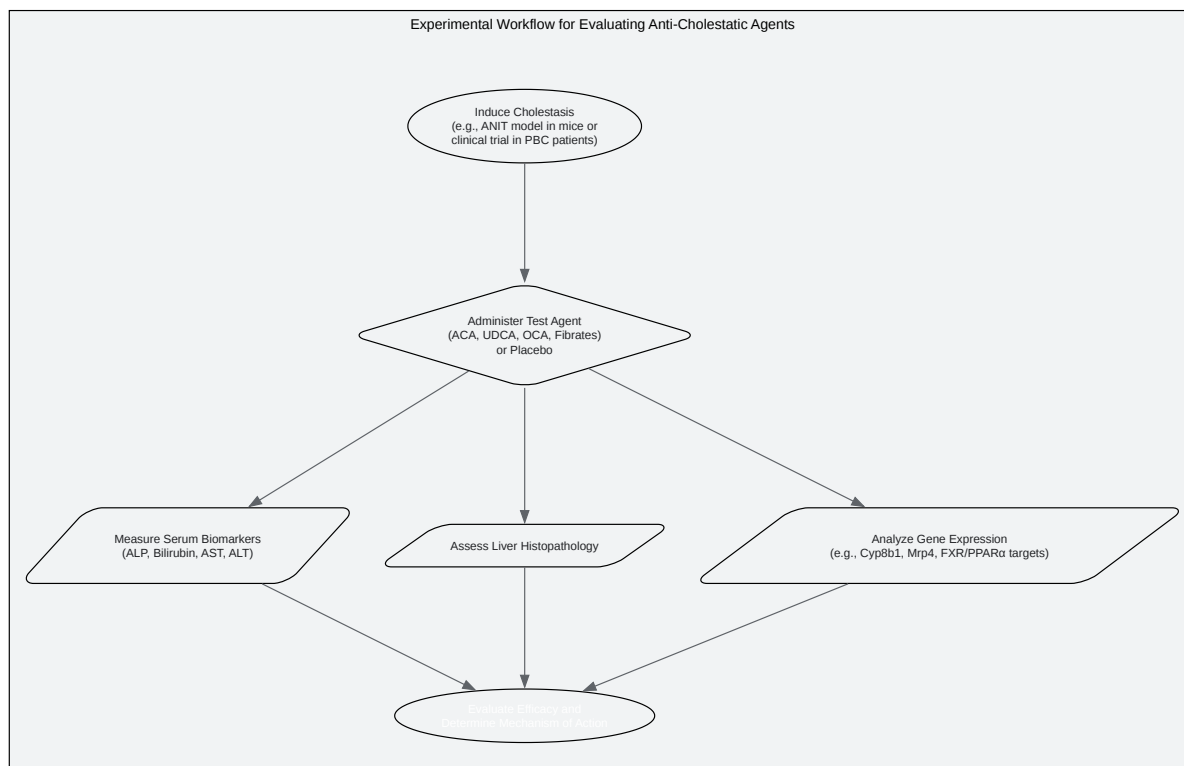 Experimental Workflow for Evaluating Anti-Cholestatic Agents
Induce Cholestasis
(e.g., ANIT model in mice or
clinical trial in PBC patients)
Administer Test Agent
(ACA, UDCA, OCA, Fibrates)
or Placebo
Measure Serum Biomarkers
(ALP, Bilirubin, AST, ALT)
Assess Liver Histopathology
Analyze Gene Expression
(e.g., Cyp8b1, Mrp4, FXR/PPARα targets)
Evaluate Efficacy and
Determine Mechanism of Action